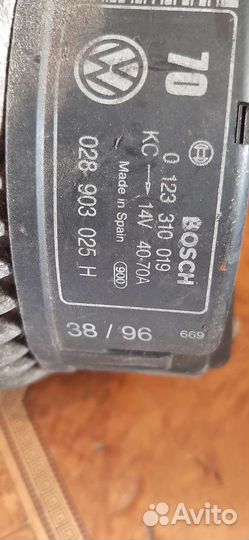 70
BOSCH
0 123 310 019
KC → 14V 40-70A
Made in Spain
900
028 903 025 H
38 / 96
669
Avito